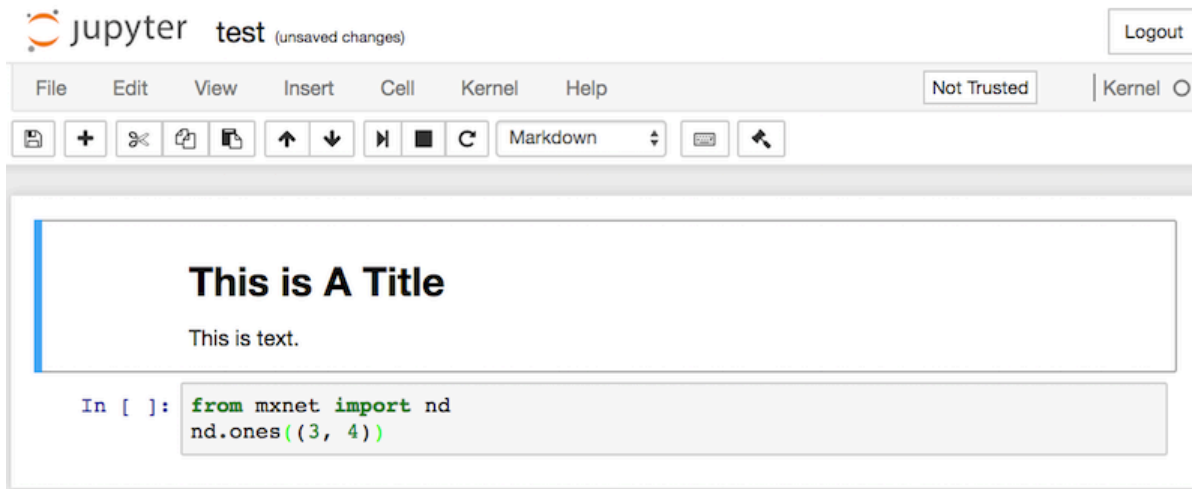 jupyter test (unsaved changes) Logout
File Edit View Insert Cell Kernel Help Not Trusted Kernel
Markdown
This is A Title
This is text.
In [ ]: from mxnet import nd
nd.ones((3, 4))